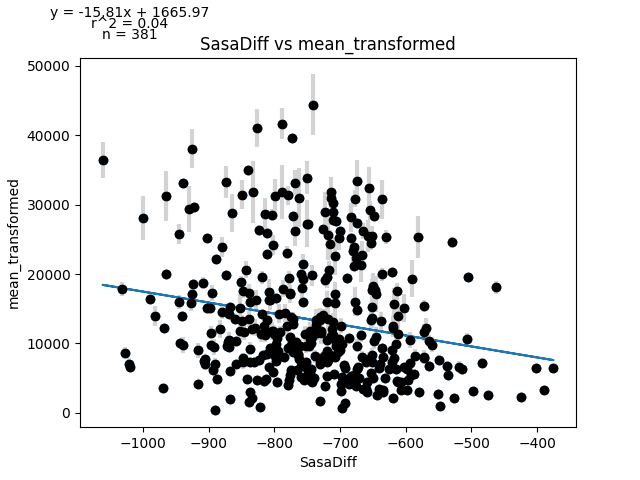 y = -15.81x + 1665.97
r^2 = 0.04
n = 381
SasaDiff vs mean_transformed
50000
40000
30000
20000
10000
0
mean_transformed
−1000
−900
−800
−700
−600
−500
−400
SasaDiff